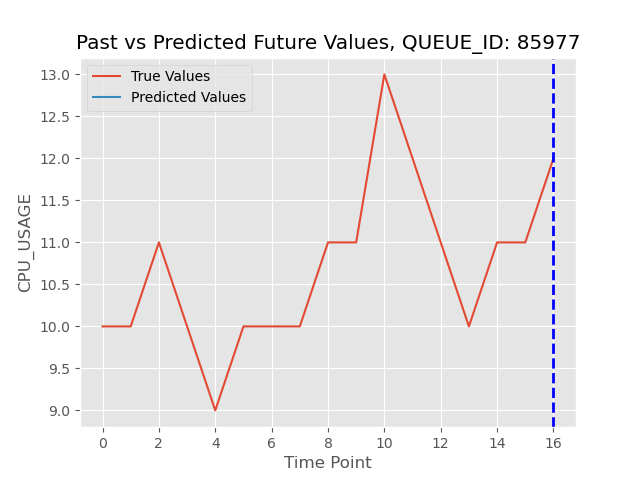 Past vs Predicted Future Values, QUEUE_ID: 85977
True Values
Predicted Values
13.0
12.5
12.0
11.5
11.0
10.5
10.0
9.5
9.0
CPU_USAGE
0 2 4 6 8 10 12 14 16
Time Point